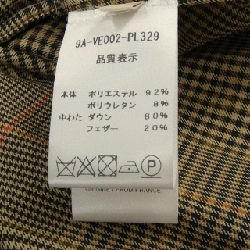 9A-VE002-PL329
品質表示
本体 ポリエステル 92%
ポリウレタン 8%
中わた ダウン 80%
フェザー 20%
P